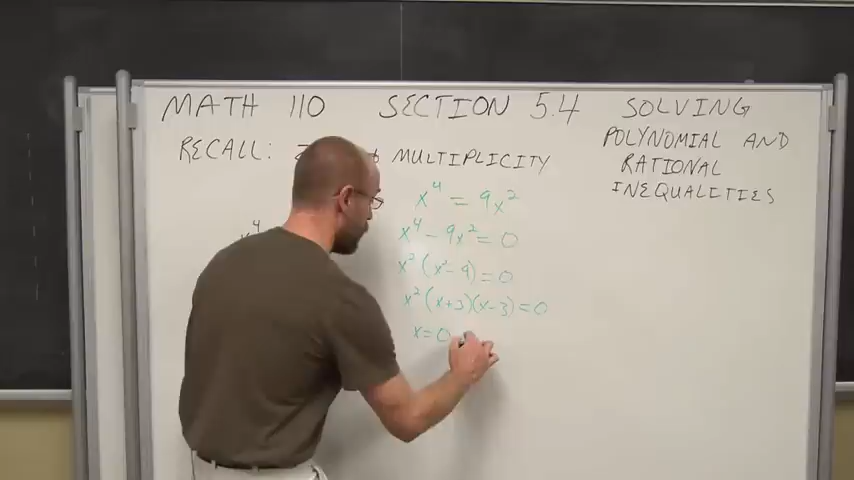 MATH 110 SECTION 5.4 SOLVING
POLYNOMIAL AND
RATIONAL
INEQUALITIES
RECALL: MULTIPLICITY
x⁴ = 9x²
x⁴
x⁴ - 9x² = 0
x²(x² - 9) = 0
x²(x+3)(x-3) = 0
x = 0